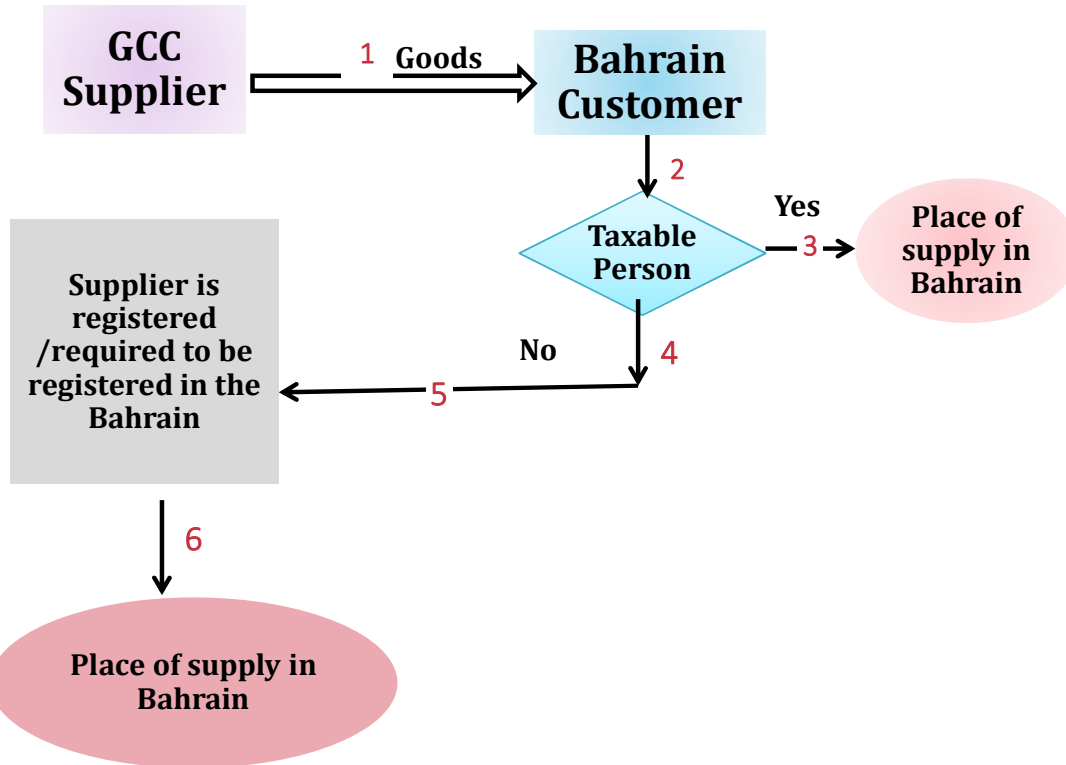 GCC
Supplier
1
Goods
Bahrain
Customer
2
Taxable
Person
Yes
3
Place of
supply in
Bahrain
No
4
5
Supplier is
registered
/required to be
registered in the
Bahrain
6
Place of supply in
Bahrain